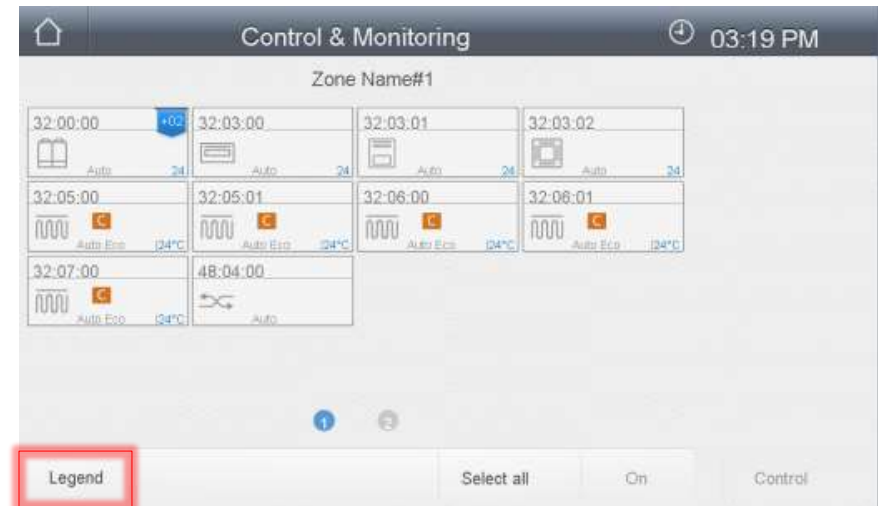 Control & Monitoring 03:19 PM
Zone Name#1
32:00:00 +02 32:03:00 32:03:01 32:03:02
Auto 24 Auto 24 Auto 24 Auto 24
32:05:00 32:05:01 32:06:00 32:06:01
C C C C
Auto Eco 24°C Auto Eco 24°C Auto Eco 24°C Auto Eco 24°C
32:07:00 48:04:00
C
Auto Eco 24°C Auto
1 2
Legend Select all On Control